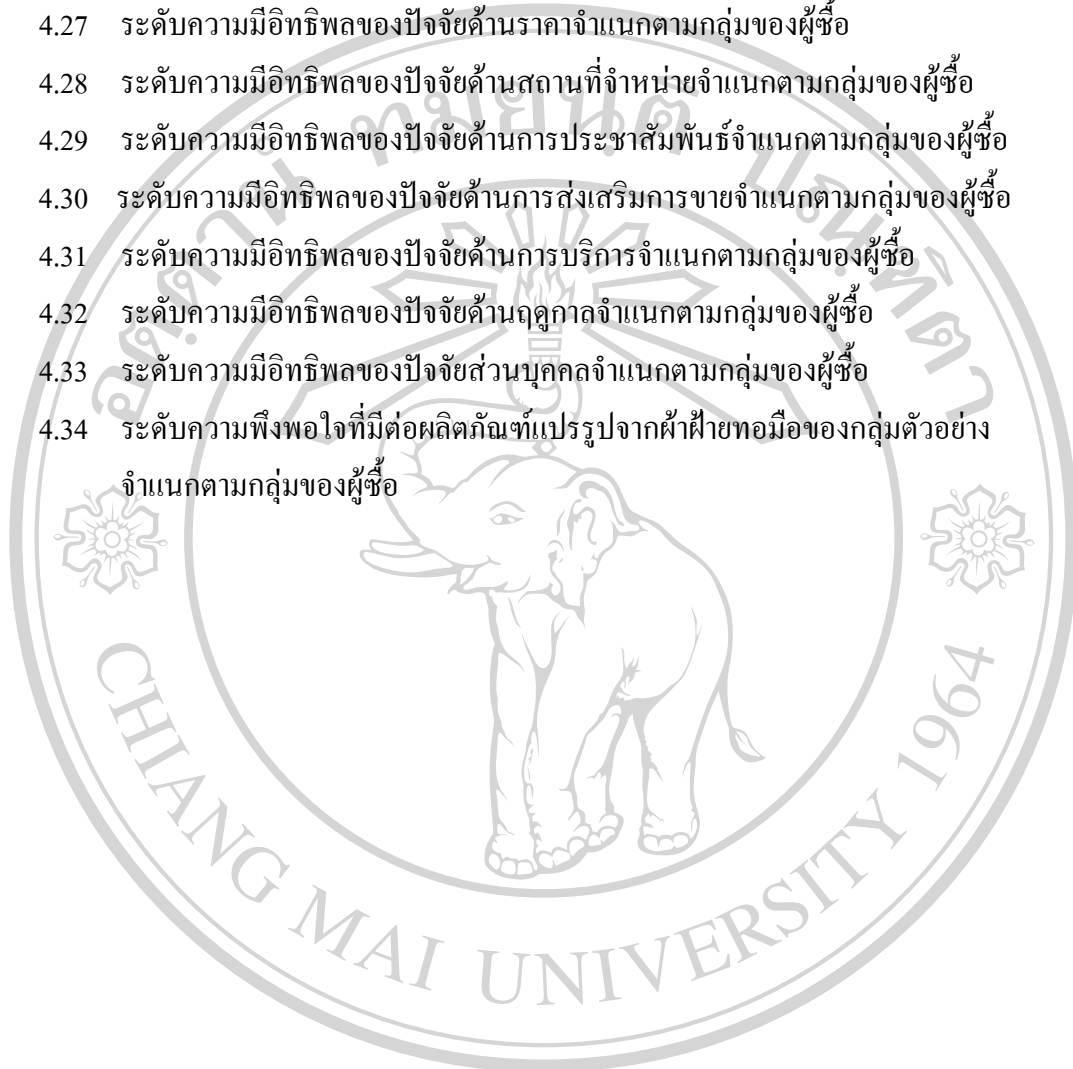 4.27 ระดับความมีอิทธิพลของปัจจัยด้านราคาจำแนกตามกลุ่มของผู้ซื้อ
4.28 ระดับความมีอิทธิพลของปัจจัยด้านสถานที่จำหน่ายจำแนกตามกลุ่มของผู้ซื้อ
4.29 ระดับความมีอิทธิพลของปัจจัยด้านการประชาสัมพันธ์จำแนกตามกลุ่มของผู้ซื้อ
4.30 ระดับความมีอิทธิพลของปัจจัยด้านการส่งเสริมการขายจำแนกตามกลุ่มของผู้ซื้อ
4.31 ระดับความมีอิทธิพลของปัจจัยด้านการบริการจำแนกตามกลุ่มของผู้ซื้อ
4.32 ระดับความมีอิทธิพลของปัจจัยด้านฤดูกาลจำแนกตามกลุ่มของผู้ซื้อ
4.33 ระดับความมีอิทธิพลของปัจจัยส่วนบุคคลจำแนกตามกลุ่มของผู้ซื้อ
4.34 ระดับความพึงพอใจที่มีต่อผลิตภัณฑ์แปรรูปจากผ้าฝ้ายทอมือของกลุ่มตัวอย่าง
จำแนกตามกลุ่มของผู้ซื้อ
อตฺตานํ ทมยนฺติ ปณฺฑิตา
CHIANG MAI UNIVERSITY 1964